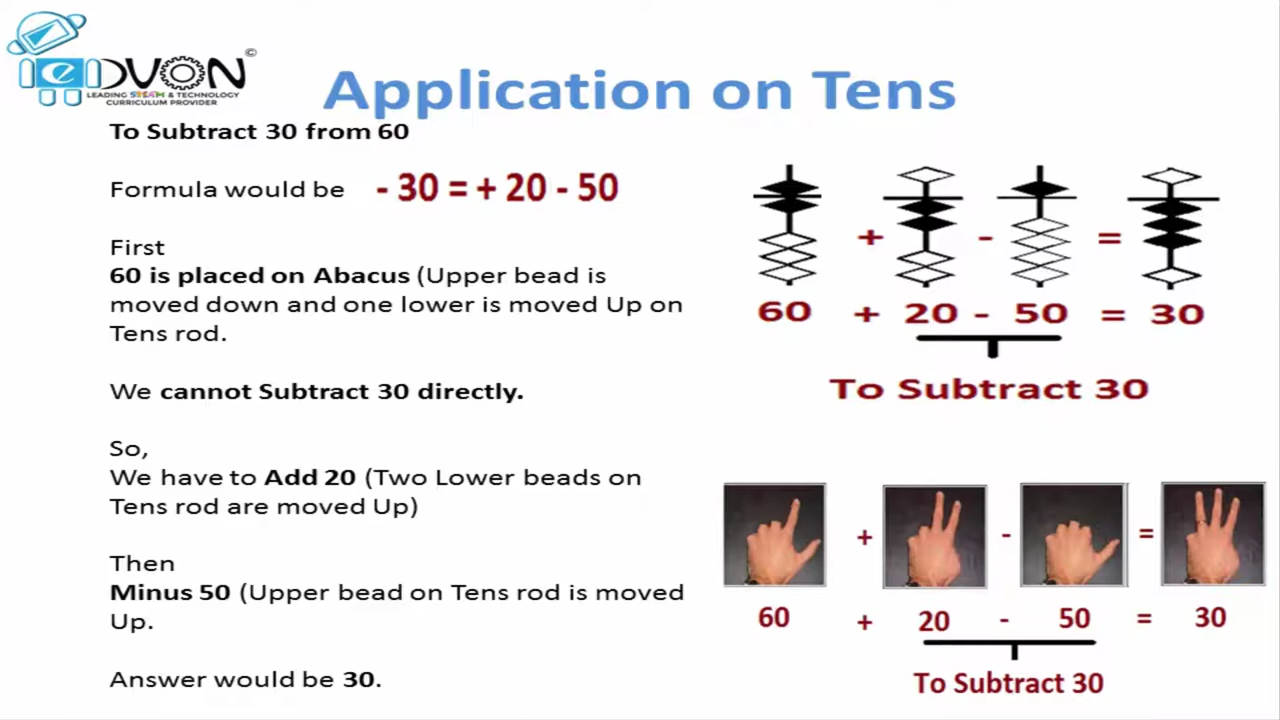 eDVON©
LEADING STEAM & TECHNOLOGY
CURRICULUM PROVIDER
Application on Tens
To Subtract 30 from 60
Formula would be - 30 = + 20 - 50
First
60 is placed on Abacus (Upper bead is
moved down and one lower is moved Up on
Tens rod.
We cannot Subtract 30 directly.
So,
We have to Add 20 (Two Lower beads on
Tens rod are moved Up)
Then
Minus 50 (Upper bead on Tens rod is moved
Up.
Answer would be 30.
+ - =
60 + 20 - 50 = 30
To Subtract 30
+ - =
60 + 20 - 50 = 30
To Subtract 30